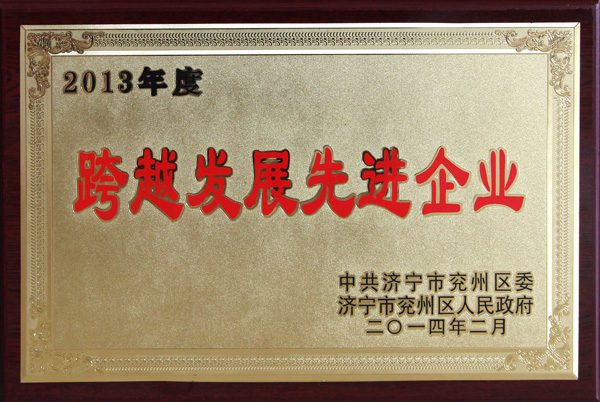 2013年度
跨越发展先进企业
中共济宁市兖州区委
济宁市兖州区人民政府
二〇一四年二月